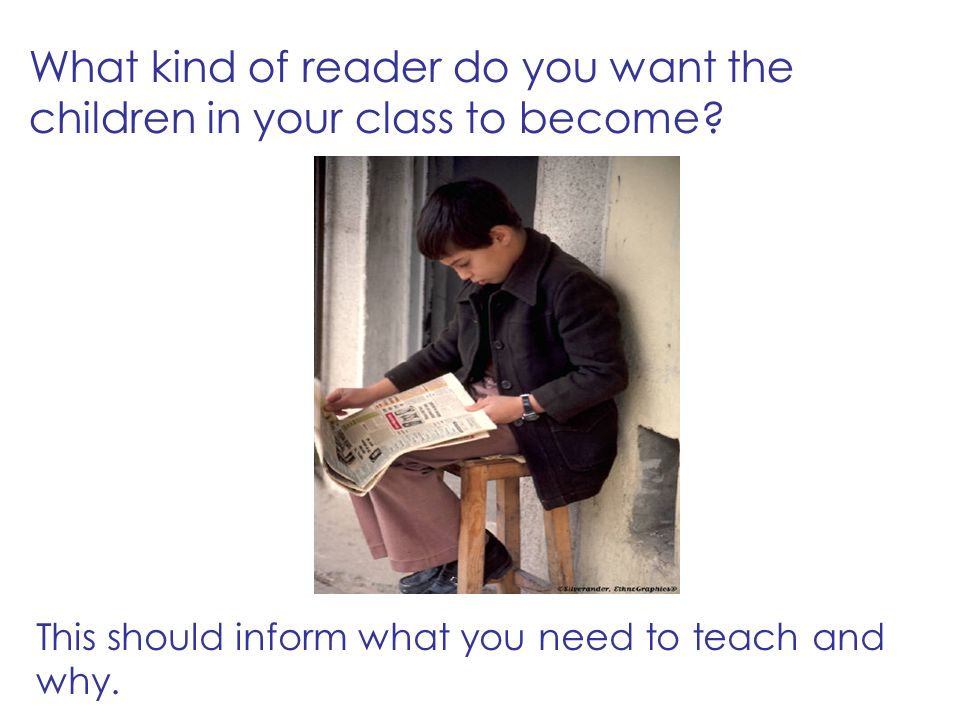 What kind of reader do you want the
children in your class to become?
©Silverander, EthnoGraphics®
This should inform what you need to teach and
why.